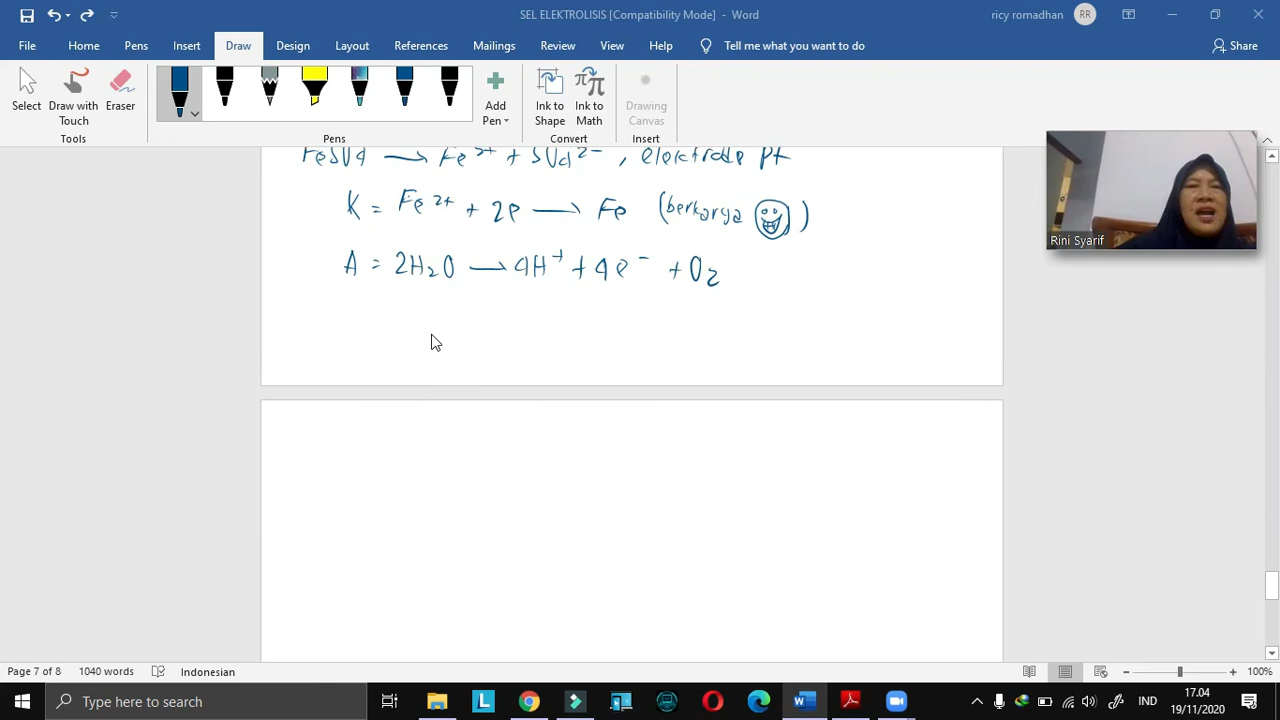 SEL ELEKTROLISIS [Compatibility Mode] - Word
ricy romadhan RR
File Home Pens Insert Draw Design Layout References Mailings Review View Help Tell me what you want to do Share
Select Draw with Touch Eraser Add Pen Ink to Shape Ink to Math Drawing Canvas
Tools Pens Convert Insert
FeSO4 → Fe2+ + SO42-, elektrode pt
K = Fe2+ + 2e → Fe (berkarya )
A = 2H2O → 4H+ + 4e- + O2
Rini Syarif
Page 7 of 8 1040 words Indonesian 100%
Type here to search
IND
17.04
19/11/2020